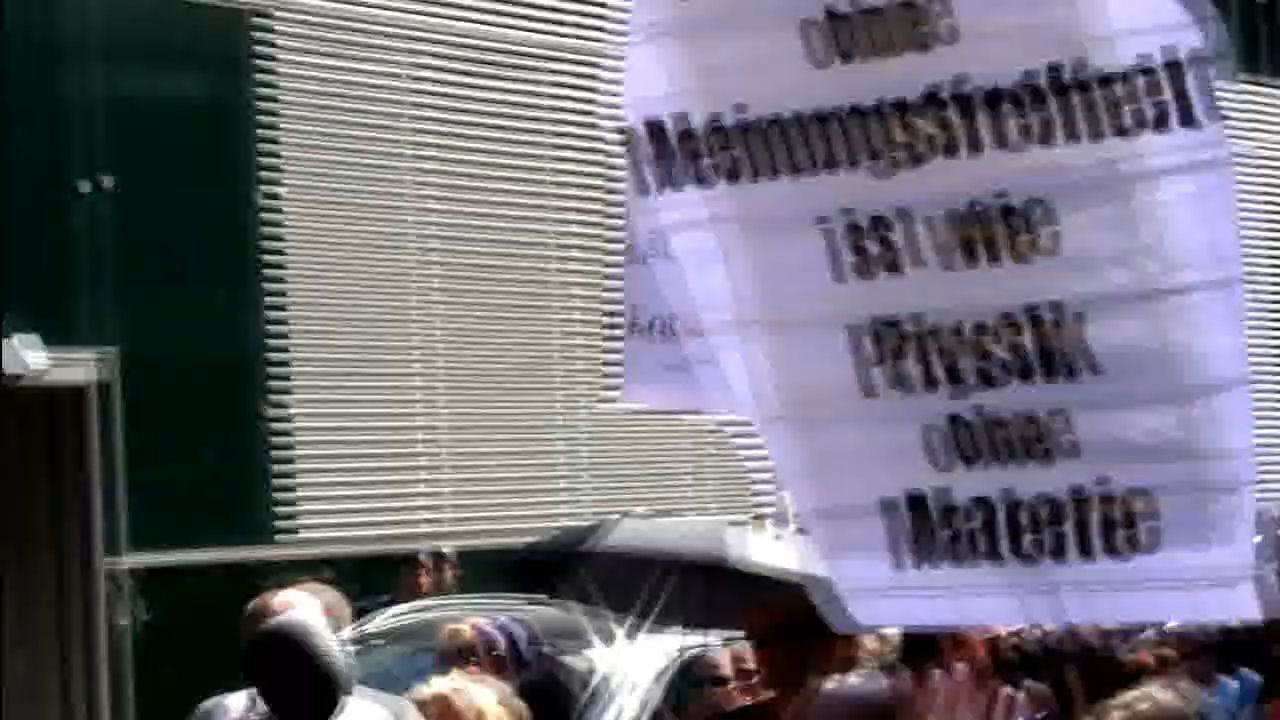 ohne
Meinungsfreiheit
ist wie
Physik
ohne
Materie